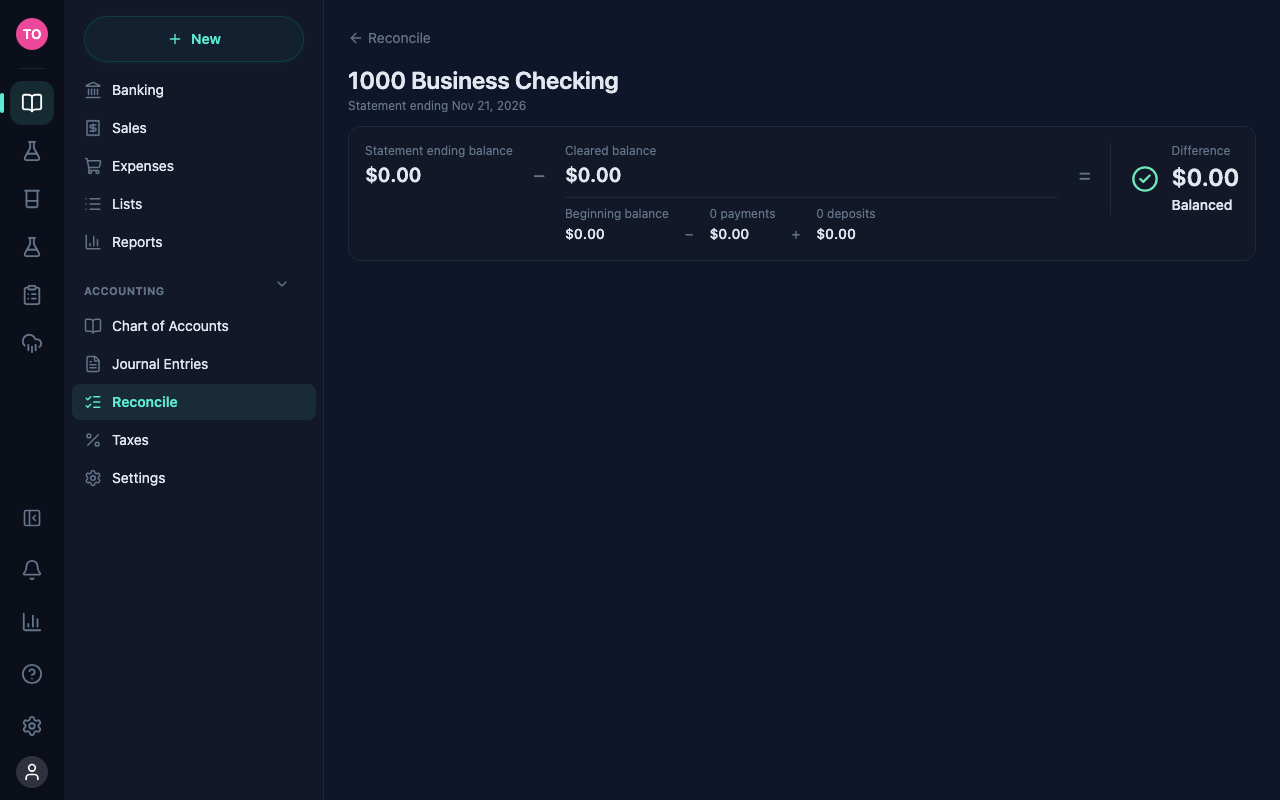 TO
New
Banking
Sales
Expenses
Lists
Reports
ACCOUNTING
Chart of Accounts
Journal Entries
Reconcile
Taxes
Settings
Reconcile
1000 Business Checking
Statement ending Nov 21, 2026
Statement ending balance
$0.00
–
Cleared balance
$0.00
Beginning balance
$0.00
–
0 payments
$0.00
+
0 deposits
$0.00
=
Difference
$0.00
Balanced